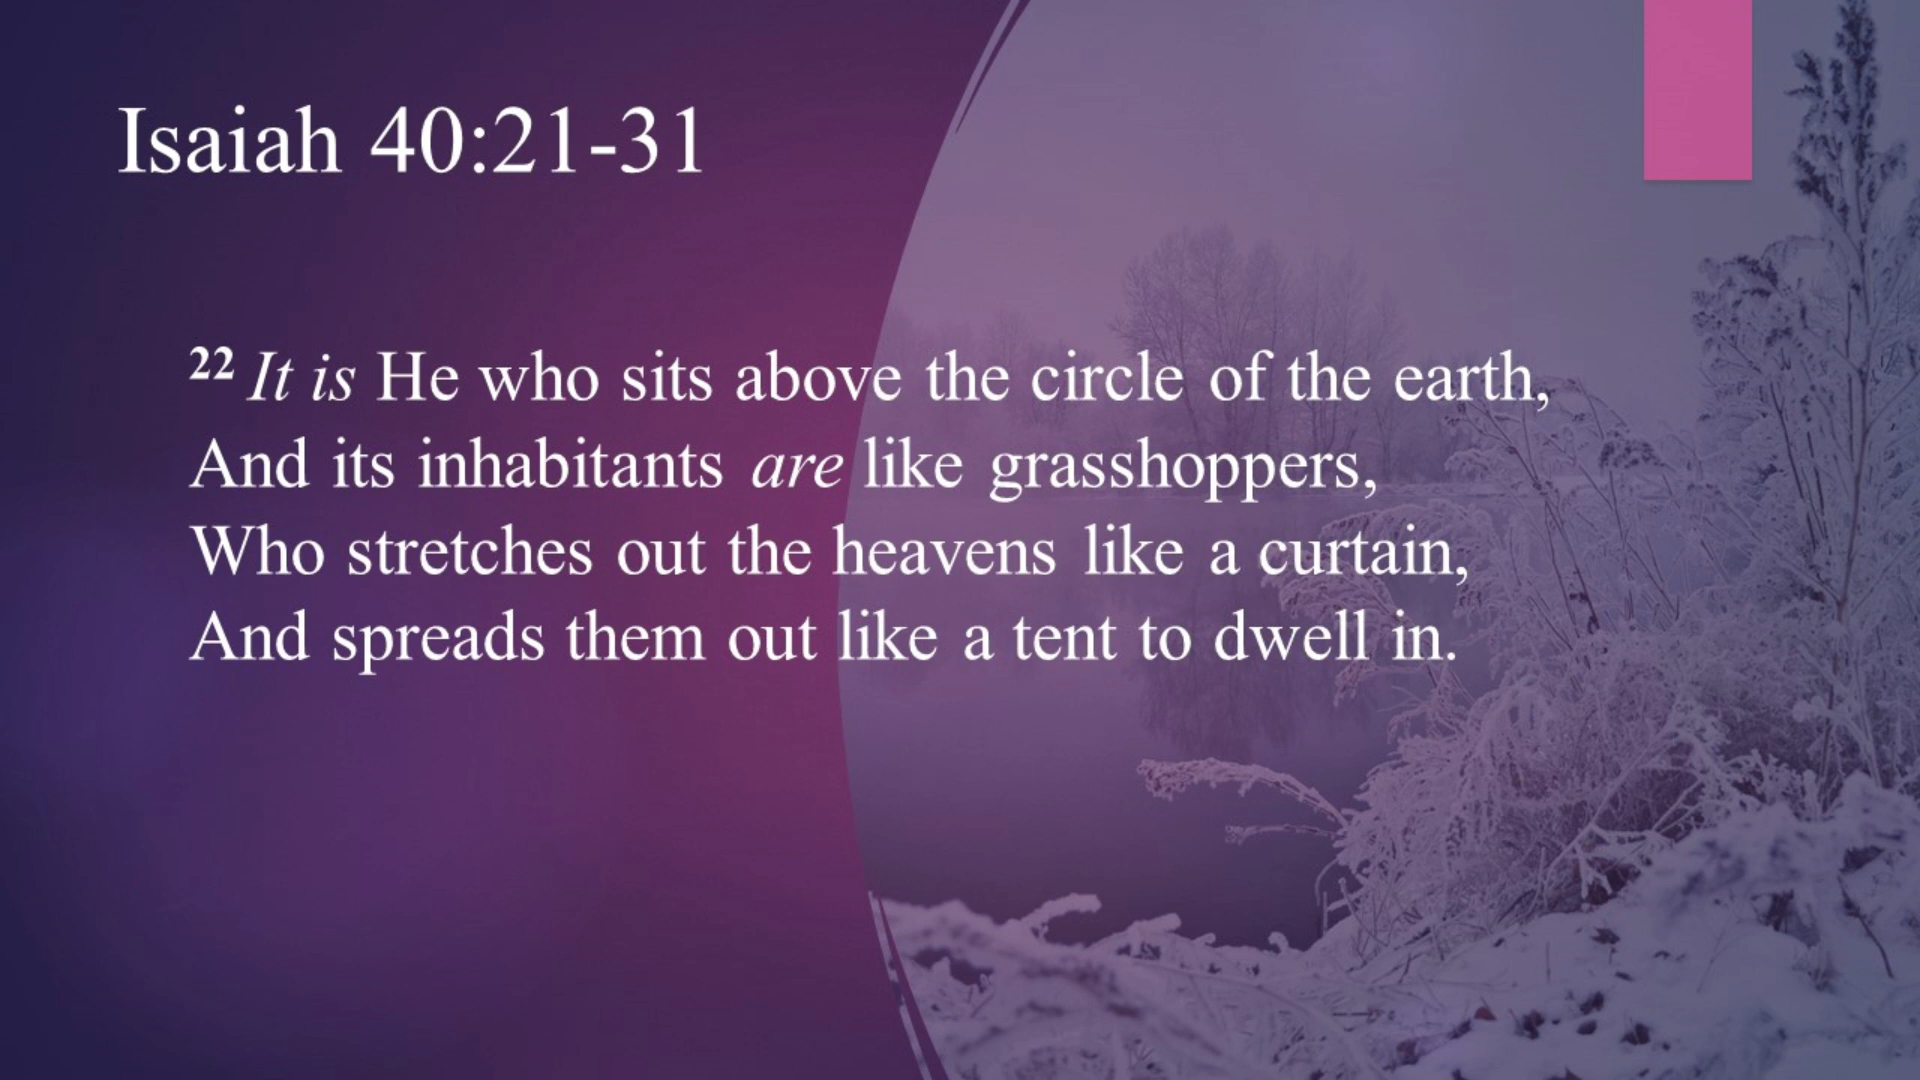 Isaiah 40:21-31
22 It is He who sits above the circle of the earth,
And its inhabitants are like grasshoppers,
Who stretches out the heavens like a curtain,
And spreads them out like a tent to dwell in.